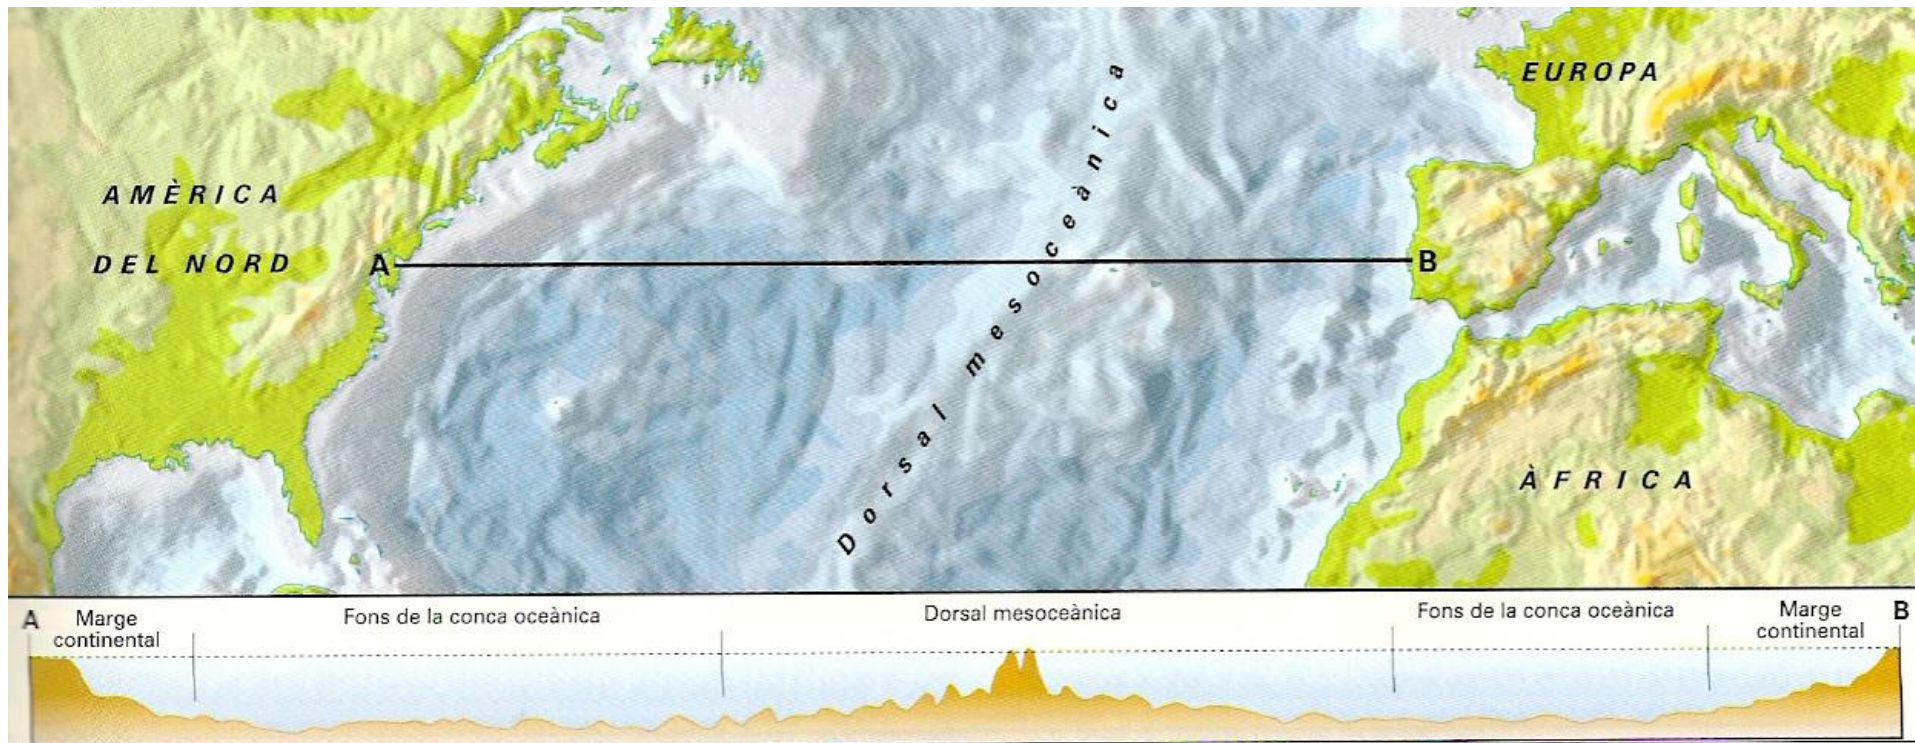 EUROPA
AMÈRICA
DEL NORD
A
B
Dorsal mesoceànica
ÀFRICA
A
Marge
continental
Fons de la conca oceànica
Dorsal mesoceànica
Fons de la conca oceànica
Marge
continental
B